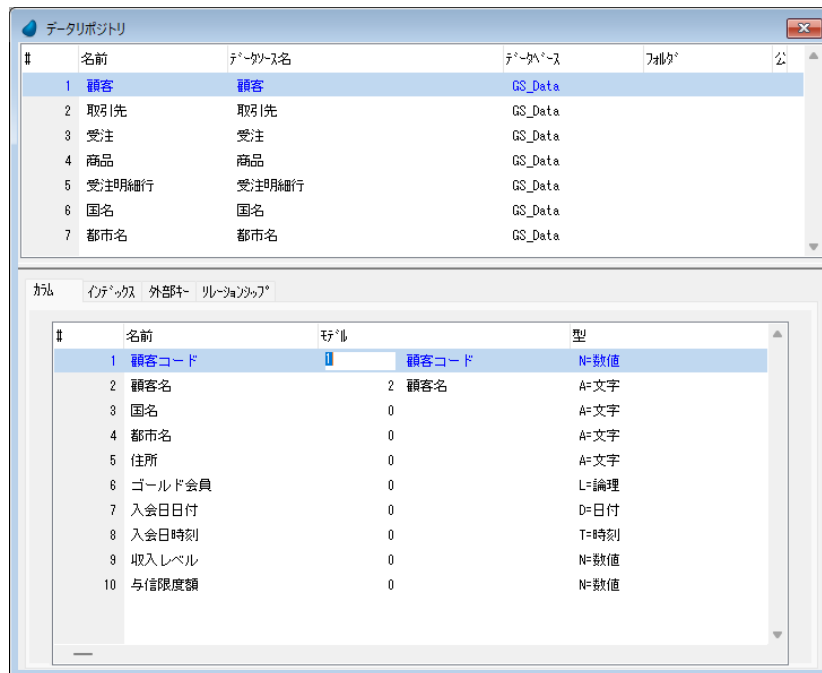 データリポジトリ
# 名前 ﾃﾞｰﾀｿｰｽ名 ﾃﾞｰﾀﾍﾞｰｽ ﾌｫﾙﾀﾞ 公
1 顧客 顧客 GS_Data
2 取引先 取引先 GS_Data
3 受注 受注 GS_Data
4 商品 商品 GS_Data
5 受注明細行 受注明細行 GS_Data
6 国名 国名 GS_Data
7 都市名 都市名 GS_Data
ｶﾗﾑ ｲﾝﾃﾞｯｸｽ 外部ｷｰ ﾘﾚｰｼｮﾝｼｯﾌﾟ
# 名前 ﾓﾃﾞﾙ 型
1 顧客コード 1 顧客コード N=数値
2 顧客名 2 顧客名 A=文字
3 国名 0 A=文字
4 都市名 0 A=文字
5 住所 0 A=文字
6 ゴールド会員 0 L=論理
7 入会日日付 0 D=日付
8 入会日時刻 0 T=時刻
9 収入レベル 0 N=数値
10 与信限度額 0 N=数値